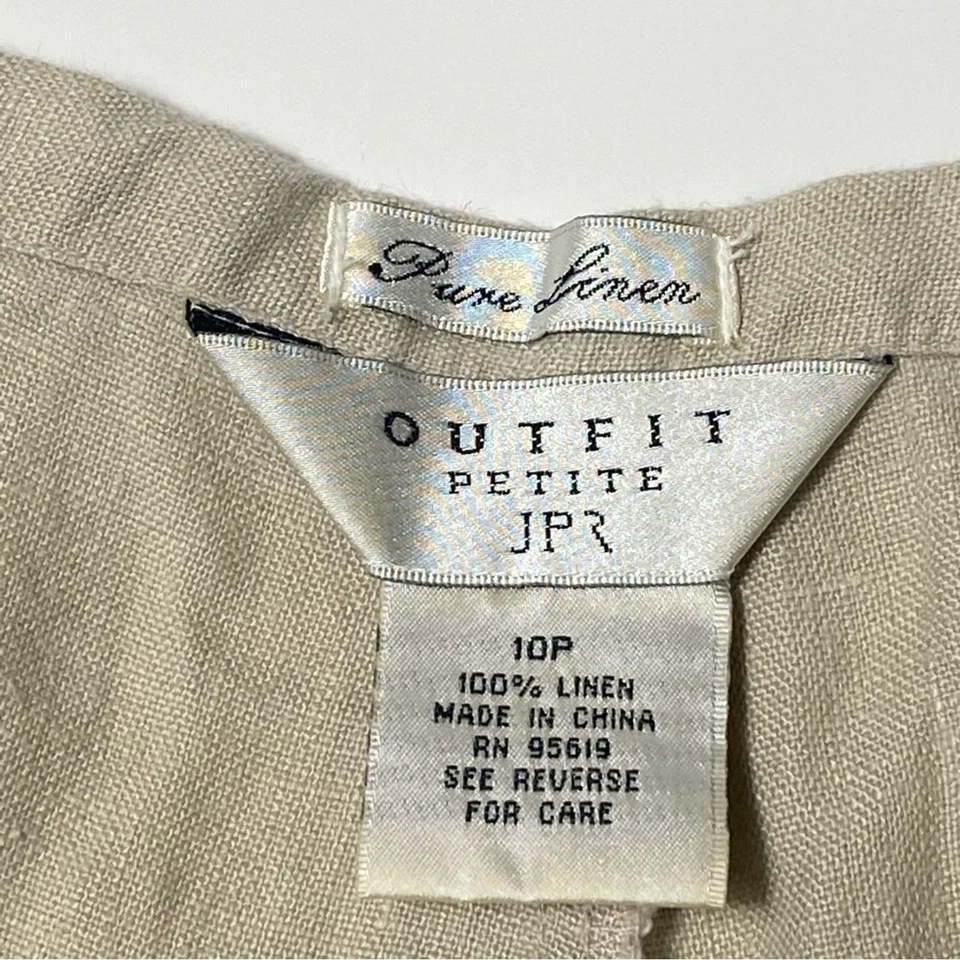 Pure Linen
OUTFIT
PETITE
JPR
10P
100% LINEN
MADE IN CHINA
RN 95619
SEE REVERSE
FOR CARE